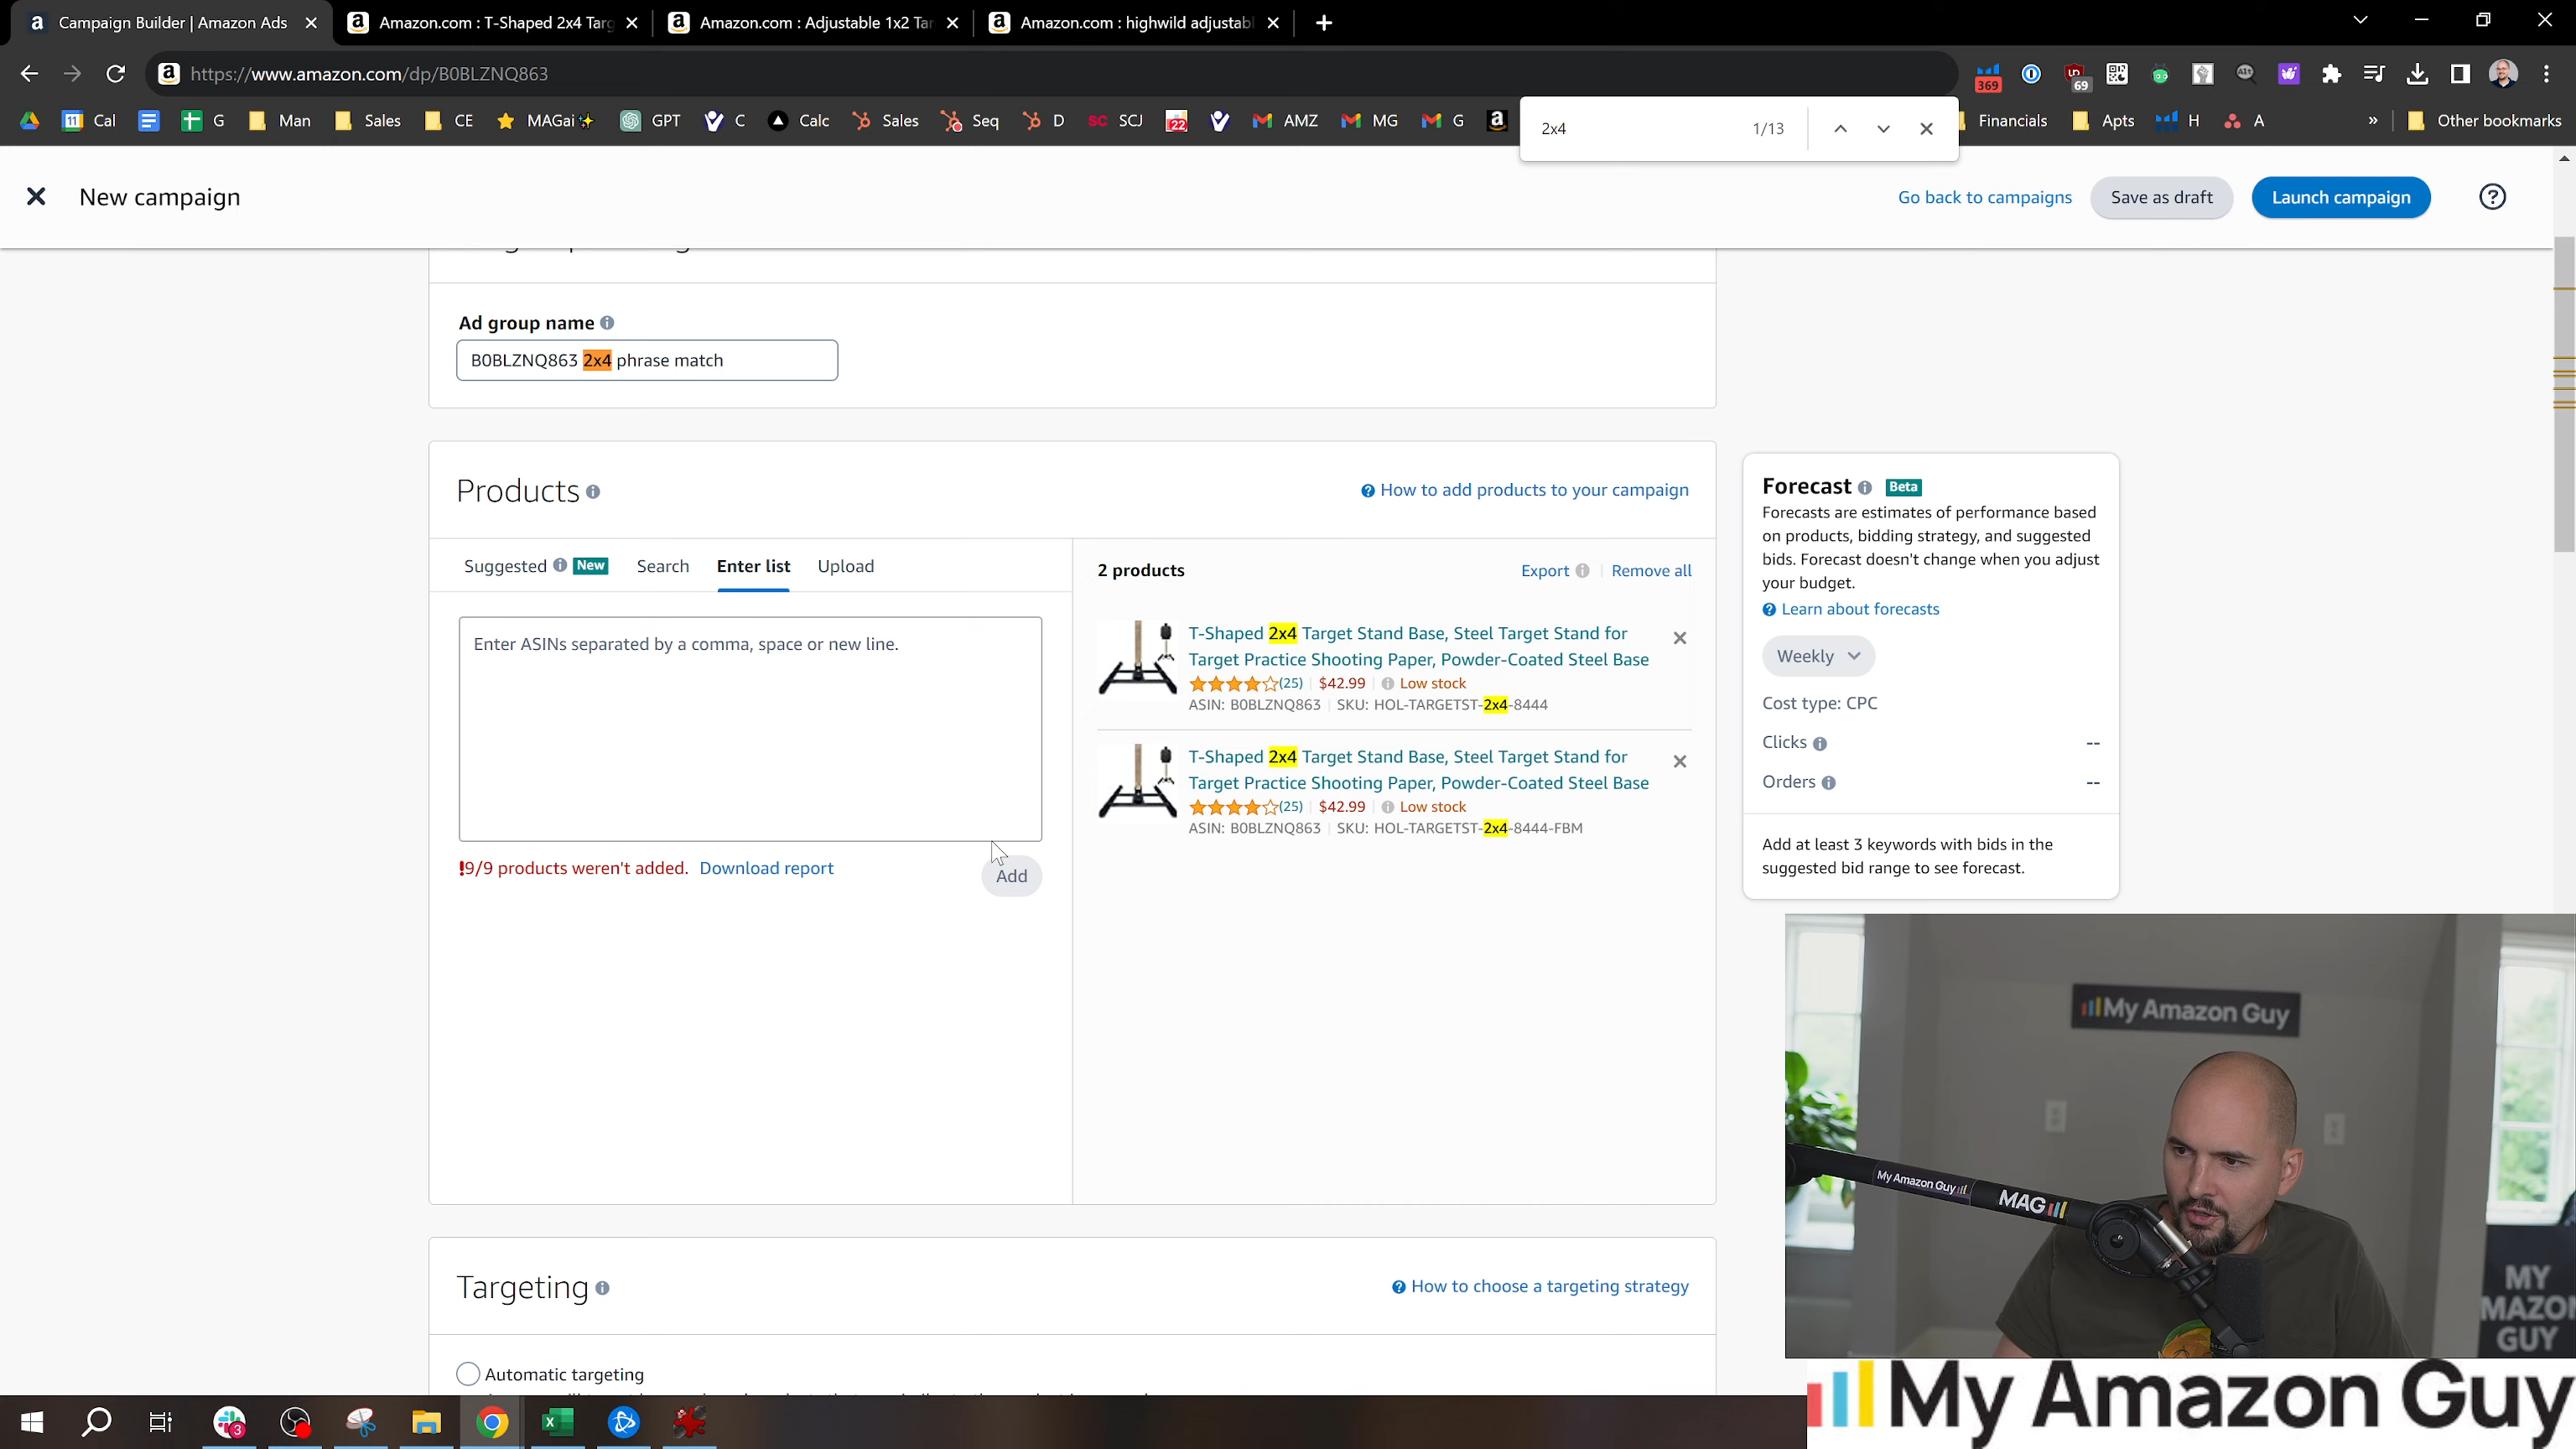 Campaign Builder | Amazon Ads
Amazon.com : T-Shaped 2x4 Targ
Amazon.com : Adjustable 1x2 Tar
Amazon.com : highwild adjustabl
https://www.amazon.com/dp/B0BLZNQ863
369
69
Cal
G
Man
Sales
CE
MAGai
GPT
C
Calc
Sales
Seq
D
SC SCJ
22
AMZ
MG
G
Financials
Apts
H
A
»
Other bookmarks
2x4
1/13
New campaign
Go back to campaigns
Save as draft
Launch campaign
Ad group name
B0BLZNQ863 2x4 phrase match
Products
How to add products to your campaign
Suggested New
Search
Enter list
Upload
2 products
Export
Remove all
Enter ASINs separated by a comma, space or new line.
T-Shaped 2x4 Target Stand Base, Steel Target Stand for
Target Practice Shooting Paper, Powder-Coated Steel Base
(25) $42.99 Low stock
ASIN: B0BLZNQ863 SKU: HOL-TARGETST-2x4-8444
T-Shaped 2x4 Target Stand Base, Steel Target Stand for
Target Practice Shooting Paper, Powder-Coated Steel Base
(25) $42.99 Low stock
ASIN: B0BLZNQ863 SKU: HOL-TARGETST-2x4-8444-FBM
!9/9 products weren't added. Download report
Add
Forecast Beta
Forecasts are estimates of performance based
on products, bidding strategy, and suggested
bids. Forecast doesn't change when you adjust
your budget.
Learn about forecasts
Weekly
Cost type: CPC
Clicks --
Orders --
Add at least 3 keywords with bids in the
suggested bid range to see forecast.
Targeting
How to choose a targeting strategy
Automatic targeting
My Amazon Guy
My Amazon Guy
MAG
MY
MAZON
GUY
3
My Amazon Guy